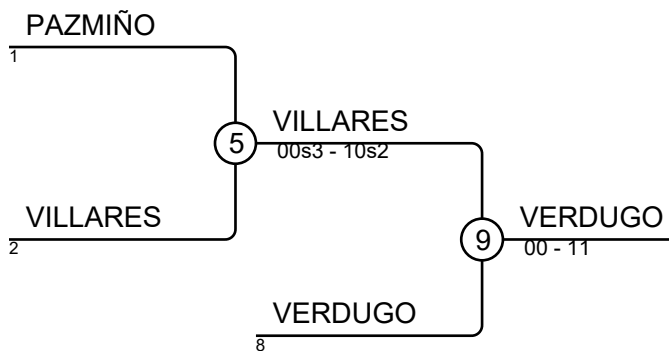 PAZMIÑO
1
5
VILLARES
00s3 - 10s2
VILLARES
2
9
VERDUGO
00 - 11
VERDUGO
8